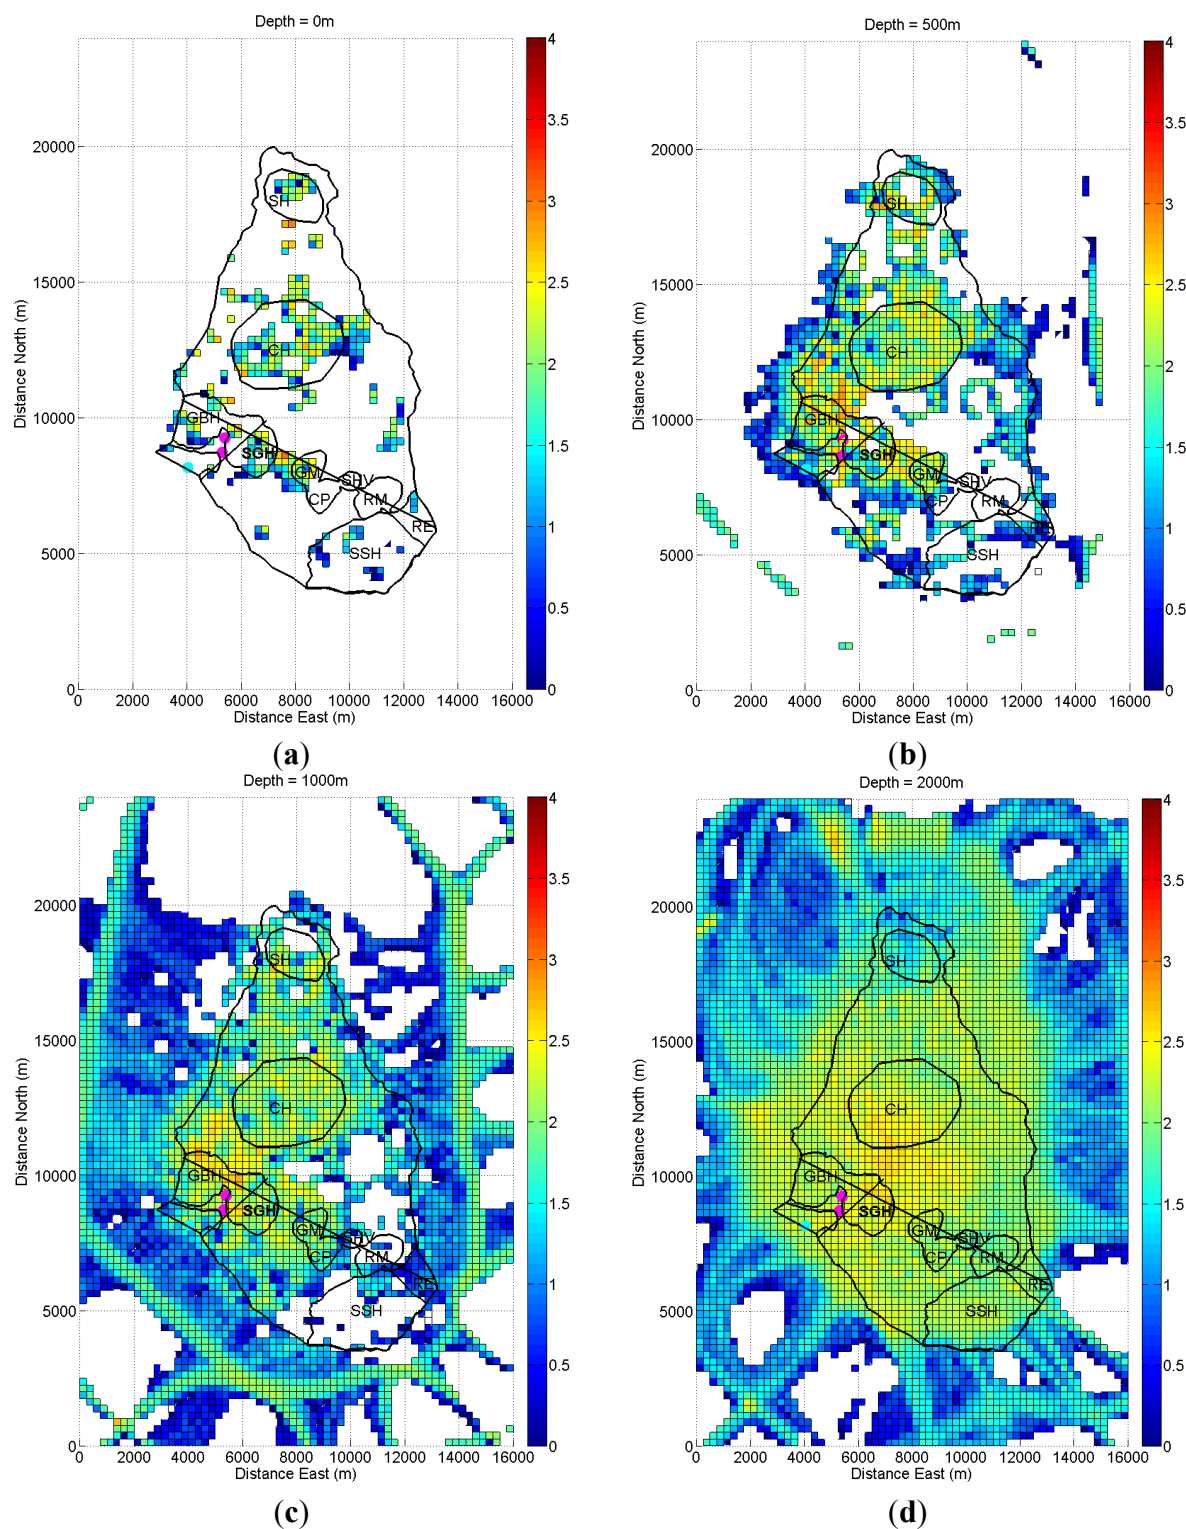 Depth = 0m
4
3.5
3
2.5
2
1.5
1
0.5
0
20000
15000
10000
5000
0
Distance North (m)
0 2000 4000 6000 8000 10000 12000 14000 16000
Distance East (m)
SH
CH
GBH
SGH
GM
SHV
CP
RM
RE
SSH
(a)
Depth = 500m
4
3.5
3
2.5
2
1.5
1
0.5
0
20000
15000
10000
5000
0
Distance North (m)
0 2000 4000 6000 8000 10000 12000 14000 16000
Distance East (m)
SH
CH
GBH
SGH
GM
SHV
CP
RM
RE
SSH
(b)
Depth = 1000m
4
3.5
3
2.5
2
1.5
1
0.5
0
20000
15000
10000
5000
0
Distance North (m)
0 2000 4000 6000 8000 10000 12000 14000 16000
Distance East (m)
SH
CH
GBH
SGH
GM
SHV
CP
RM
RE
SSH
(c)
Depth = 2000m
4
3.5
3
2.5
2
1.5
1
0.5
0
20000
15000
10000
5000
0
Distance North (m)
0 2000 4000 6000 8000 10000 12000 14000 16000
Distance East (m)
SH
CH
GBH
SGH
GM
SHV
CP
RM
RE
SSH
(d)